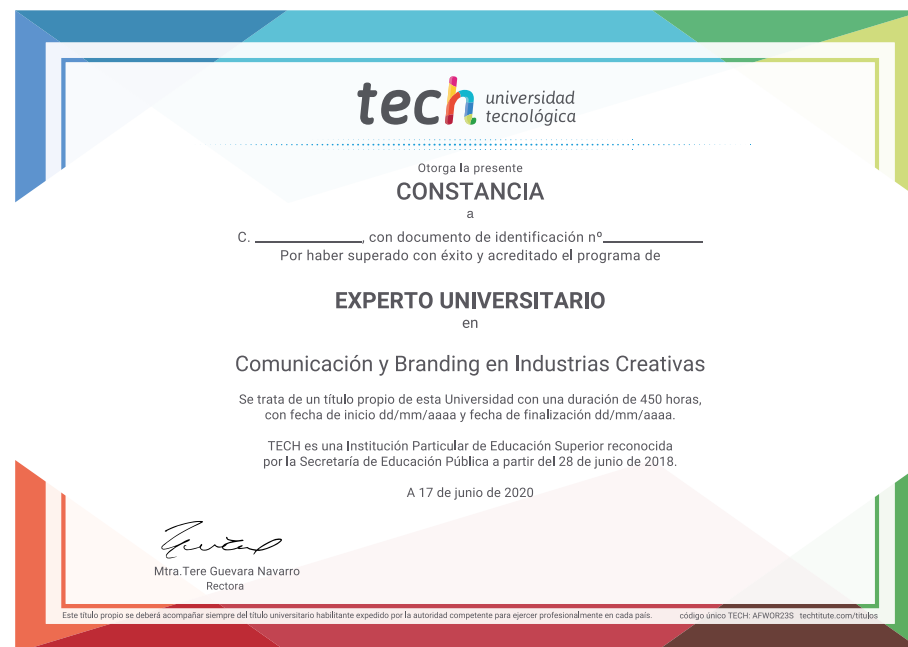 tech universidad
tecnológica
Otorga la presente
CONSTANCIA
a
C. ____________, con documento de identificación nº____________
Por haber superado con éxito y acreditado el programa de
EXPERTO UNIVERSITARIO
en
Comunicación y Branding en Industrias Creativas
Se trata de un título propio de esta Universidad con una duración de 450 horas,
con fecha de inicio dd/mm/aaaa y fecha de finalización dd/mm/aaaa.
TECH es una Institución Particular de Educación Superior reconocida
por la Secretaría de Educación Pública a partir del 28 de junio de 2018.
A 17 de junio de 2020
Mtra.Tere Guevara Navarro
Rectora
Este título propio se deberá acompañar siempre del título universitario habilitante expedido por la autoridad competente para ejercer profesionalmente en cada país. código único TECH: AFWOR23S techtitute.com/titulos